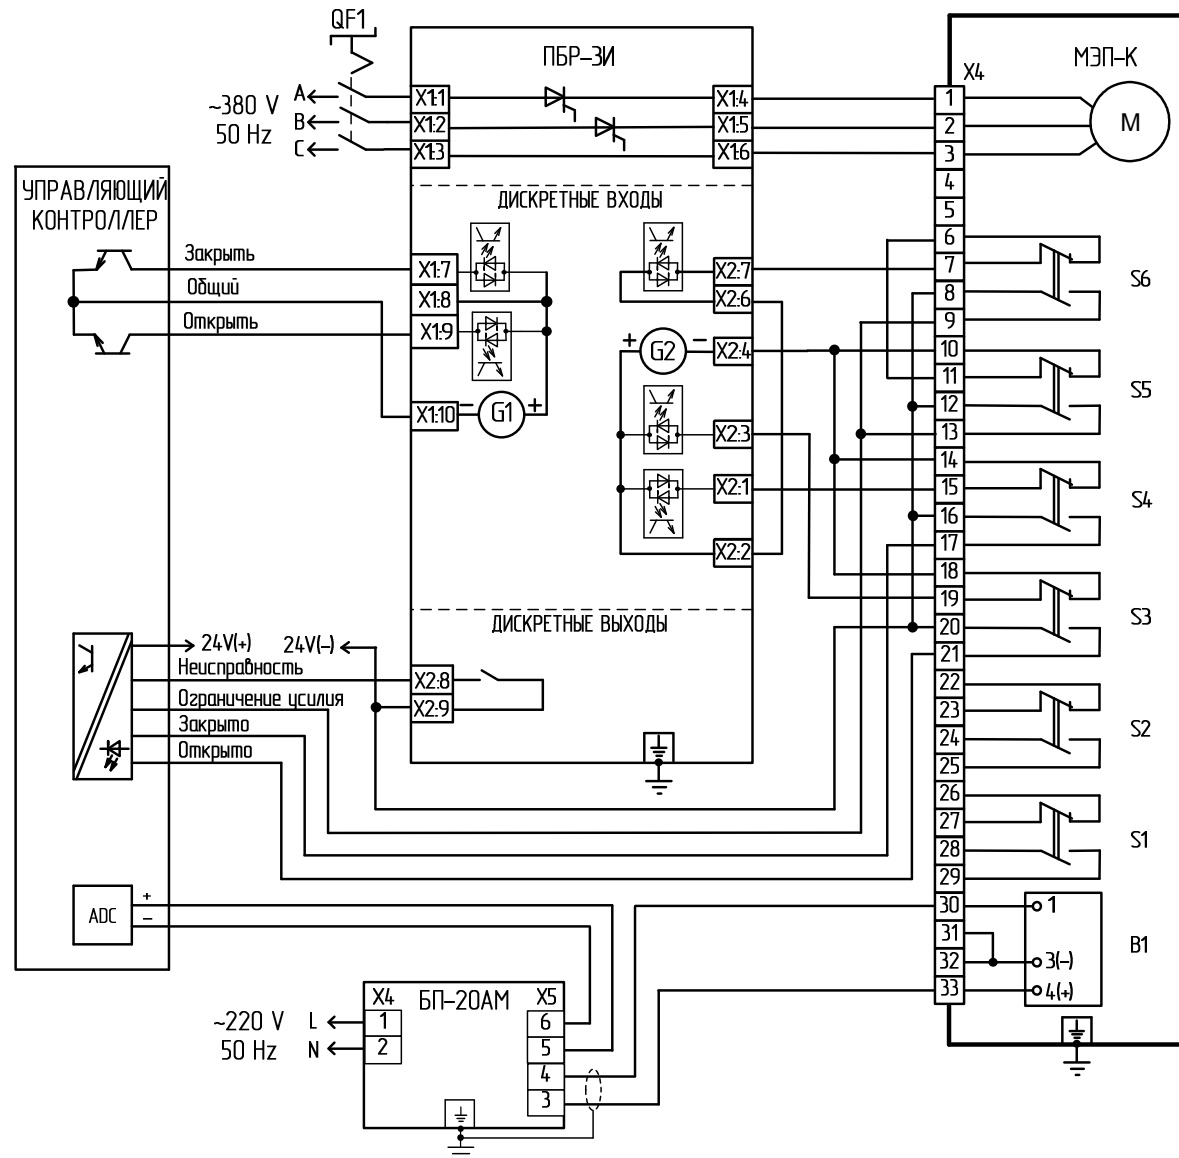 QF1
ПБР-3И
МЭП-К
X4
~380 V
50 Hz
A
B
C
X1:1
X1:2
X1:3
X1:4
X1:5
X1:6
1
2
3
4
5
6
7
8
9
10
11
12
13
14
15
16
17
18
19
20
21
22
23
24
25
26
27
28
29
30
31
32
33
M
УПРАВЛЯЮЩИЙ
КОНТРОЛЛЕР
ДИСКРЕТНЫЕ ВХОДЫ
Закрыть
Общий
Открыть
X1:7
X1:8
X1:9
X1:10
– G1 +
X2:7
X2:6
+ G2 –
X2:4
X2:3
X2:1
X2:2
S6
S5
S4
S3
S2
S1
ДИСКРЕТНЫЕ ВЫХОДЫ
24V(+)
24V(–)
Неисправность
Ограничение усилия
Закрыто
Открыто
X2:8
X2:9
ADC
+
–
1
3(–)
4(+)
B1
X4
БП-20АМ
X5
~220 V
50 Hz
L
N
1
2
6
5
4
3